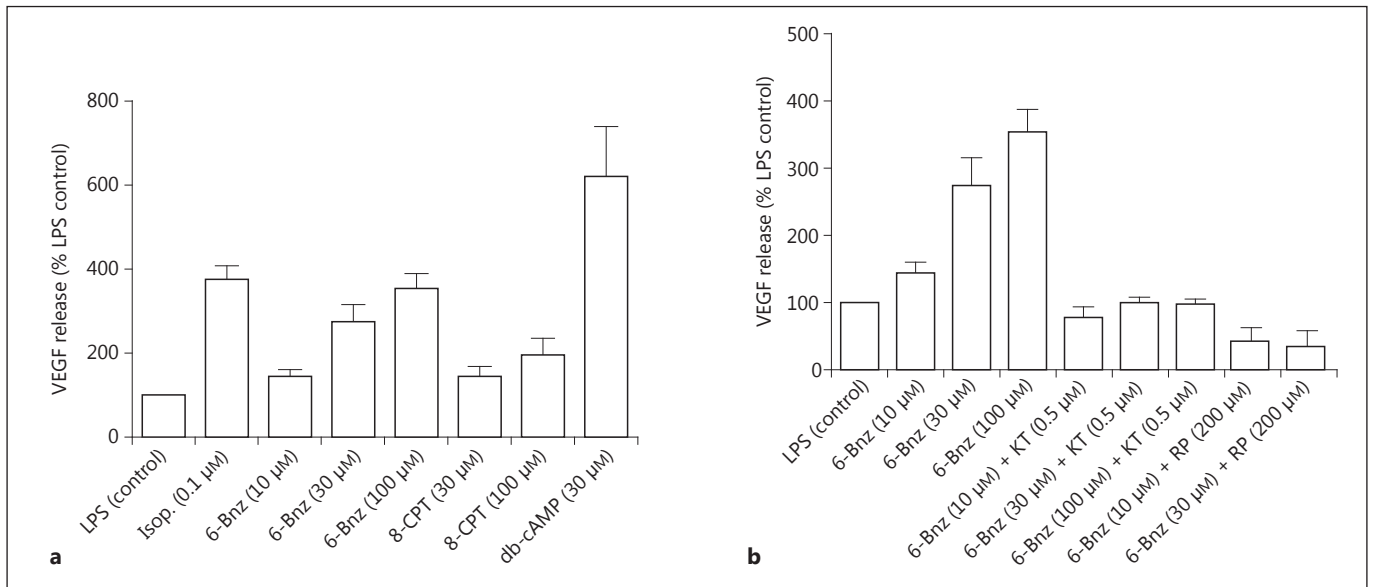 VEGF release (% LPS control)
800
600
400
200
0
LPS (control)
Isop. (0.1 µM)
6-Bnz (10 µM)
6-Bnz (30 µM)
6-Bnz (100 µM)
8-CPT (30 µM)
8-CPT (100 µM)
db-cAMP (30 µM)
a
VEGF release (% LPS control)
500
400
300
200
100
0
LPS (control)
6-Bnz (10 µM)
6-Bnz (30 µM)
6-Bnz (100 µM)
6-Bnz (10 µM) + KT (0.5 µM)
6-Bnz (30 µM) + KT (0.5 µM)
6-Bnz (100 µM) + KT (0.5 µM)
6-Bnz (10 µM) + RP (200 µM)
6-Bnz (30 µM) + RP (200 µM)
b